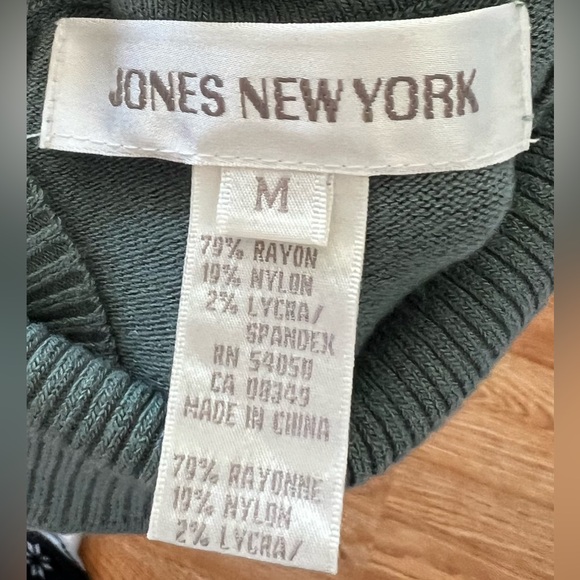 JONES NEW YORK
M
79% RAYON
19% NYLON
2% LYCRA/
SPANDEX
RN 54050
CA 00349
MADE IN CHINA
79% RAYONNE
19% NYLON
2% LYCRA/